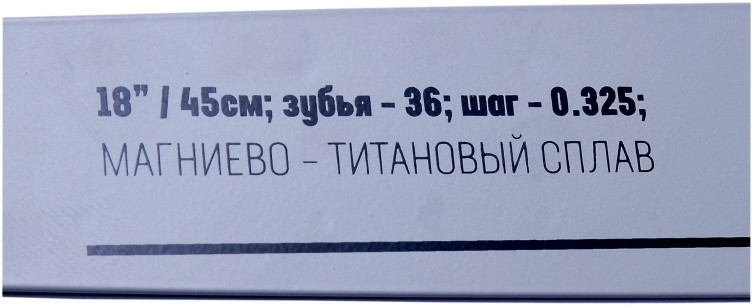 18" / 45см; зубья - 36; шаг - 0.325;
МАГНИЕВО - ТИТАНОВЫЙ СПЛАВ